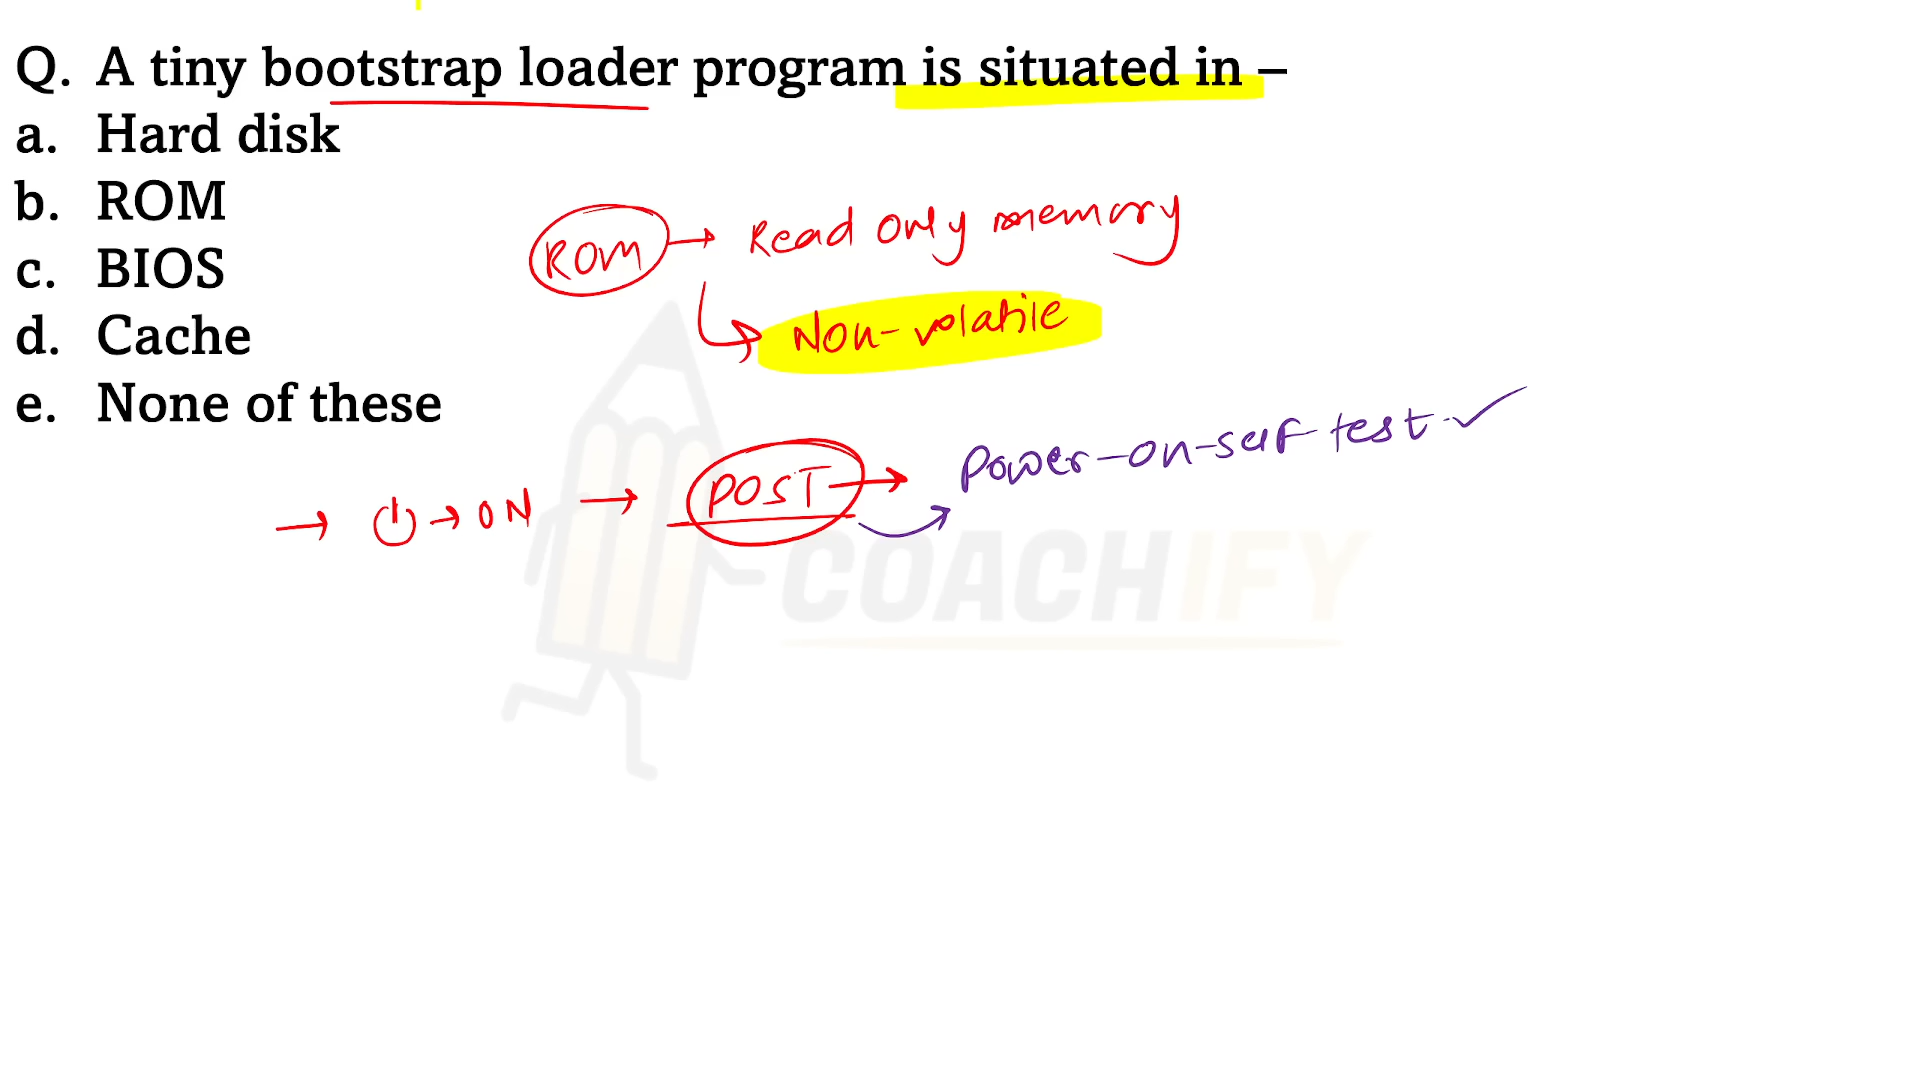 Q. A tiny bootstrap loader program is situated in –
a. Hard disk
b. ROM
c. BIOS
d. Cache
e. None of these
ROM → Read only memory
Non-volatile
→ → ON → POST → Power-on-self test ✓
COACHIFY